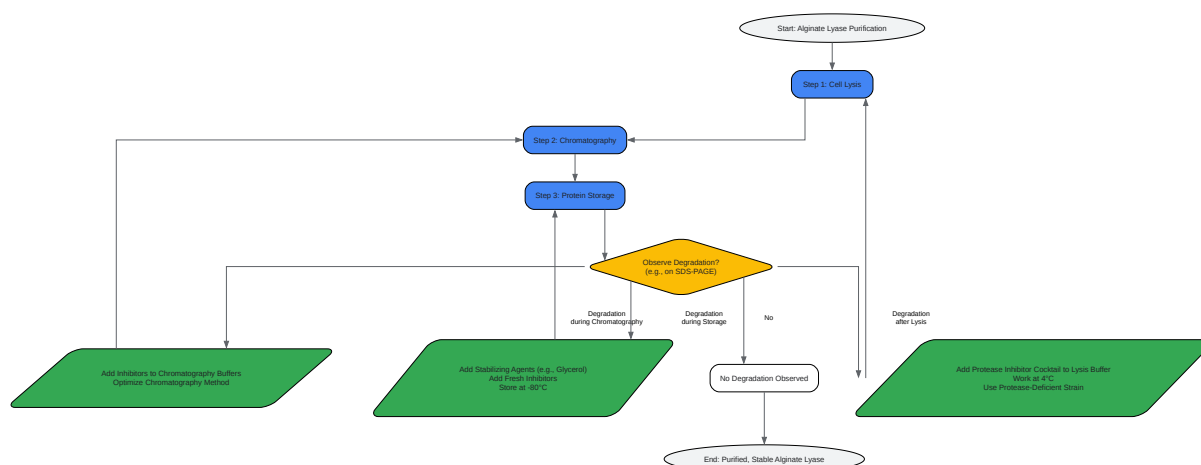 Start: Alginate Lyase Purification
Step 1: Cell Lysis
Step 2: Chromatography
Step 3: Protein Storage
Observe Degradation?
(e.g., on SDS-PAGE)
Degradation
during Chromatography
Degradation
during Storage
No
Degradation
after Lysis
Add Inhibitors to Chromatography Buffers
Optimize Chromatography Method
Add Stabilizing Agents (e.g., Glycerol)
Add Fresh Inhibitors
Store at -80°C
No Degradation Observed
Add Protease Inhibitor Cocktail to Lysis Buffer
Work at 4°C
Use Protease-Deficient Strain
End: Purified, Stable Alginate Lyase